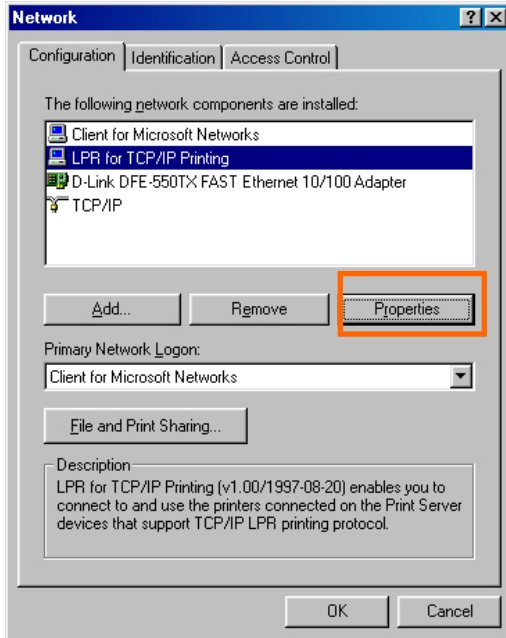 Network
Configuration Identification Access Control
The following network components are installed:
Client for Microsoft Networks
LPR for TCP/IP Printing
D-Link DFE-550TX FAST Ethernet 10/100 Adapter
TCP/IP
Add... Remove Properties
Primary Network Logon:
Client for Microsoft Networks
File and Print Sharing...
Description
LPR for TCP/IP Printing (v1.00/1997-08-20) enables you to
connect to and use the printers connected on the Print Server
devices that support TCP/IP LPR printing protocol.
OK Cancel